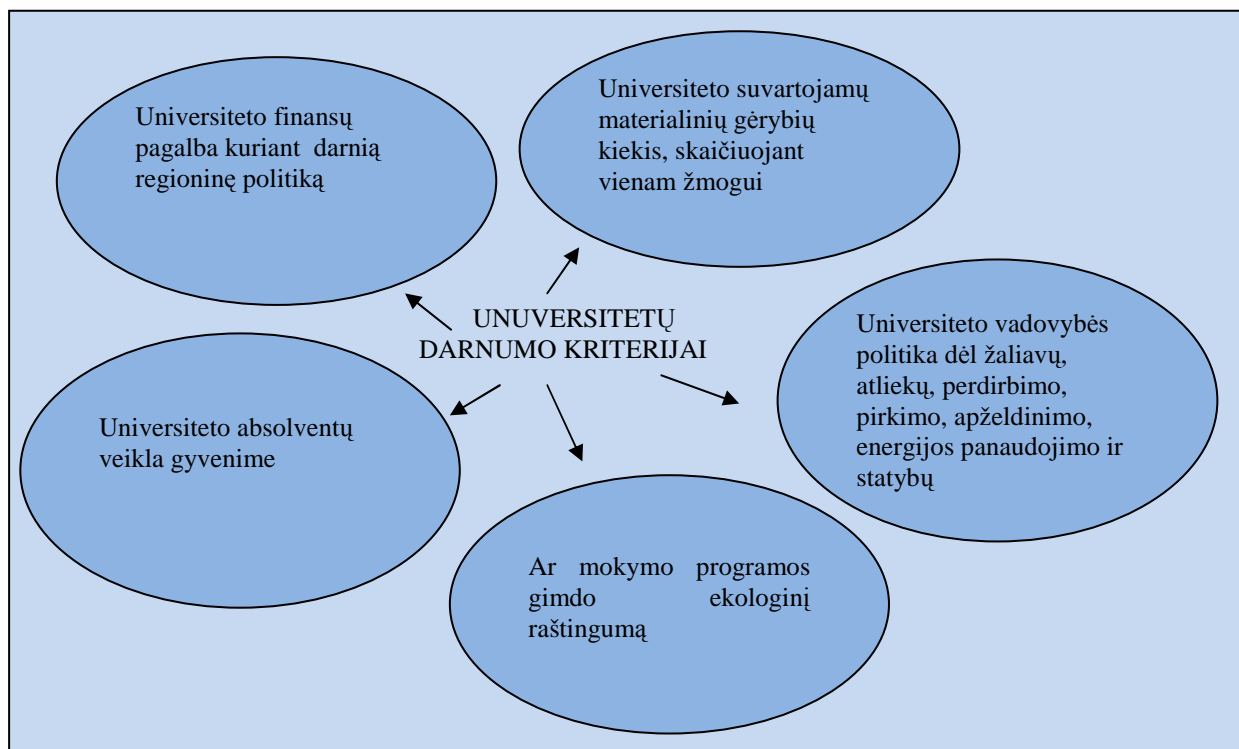 Universiteto finansų
pagalba kuriant darnią
regioninę politiką
Universiteto suvartojamų
materialinių gėrybių
kiekis, skaičiuojant
vienam žmogui
UNUVERSITETŲ
DARNUMO KRITERIJAI
Universiteto vadovybės
politika dėl žaliavų,
atliekų, perdirbimo,
pirkimo, apželdinimo,
energijos panaudojimo ir
statybų
Universiteto absolventų
veikla gyvenime
Ar mokymo programos
gimdo ekologinį
raštingumą